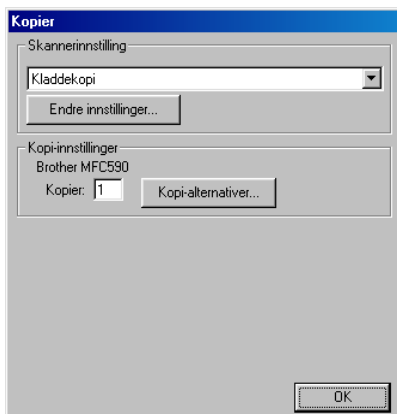 Kopier
Skannerinnstilling
Kladdekopi
Endre innstillinger...
Kopi-innstillinger
Brother MFC590
Kopier: 1 Kopi-alternativer...
OK